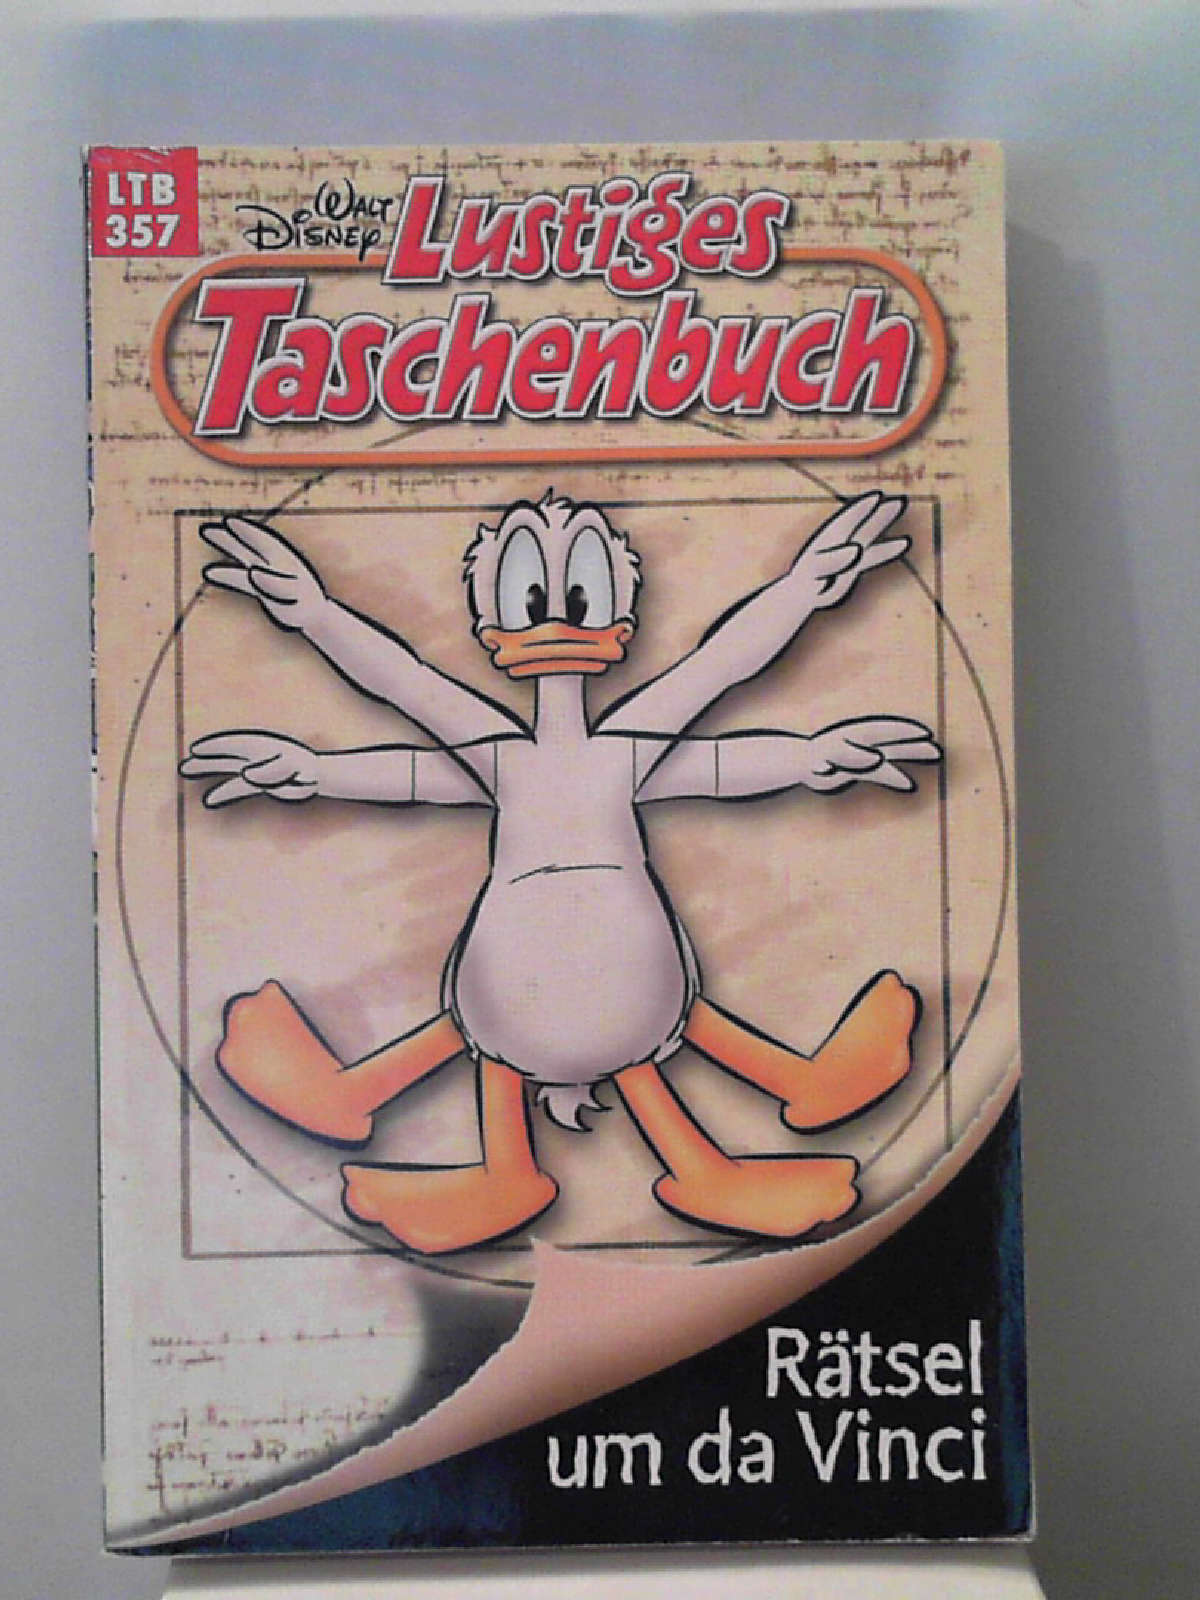 LTB
357
Walt
Disney
Lustiges
Taschenbuch
Rätsel
um da Vinci